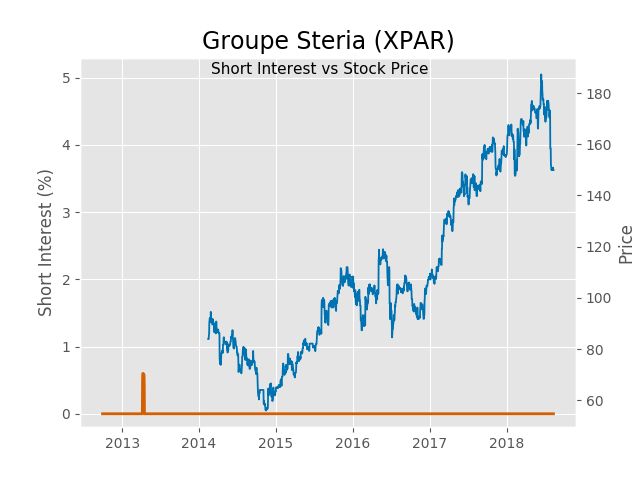 Groupe Steria (XPAR)
Short Interest vs Stock Price
5
4
3
2
1
0
Short Interest (%)
180
160
140
120
100
80
60
Price
2013 2014 2015 2016 2017 2018